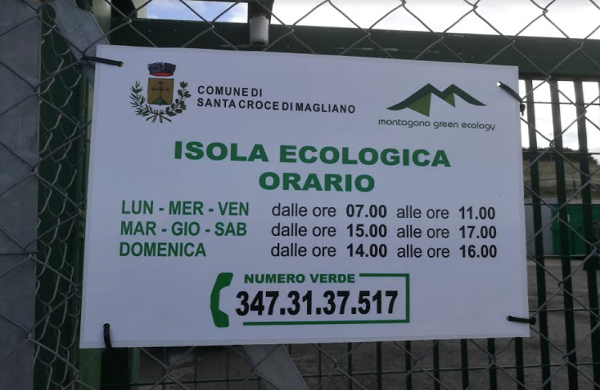 COMUNE DI
SANTA CROCE DI MAGLIANO
montagano green ecology
ISOLA ECOLOGICA
ORARIO
LUN - MER - VEN dalle ore 07.00 alle ore 11.00
MAR - GIO - SAB dalle ore 15.00 alle ore 17.00
DOMENICA dalle ore 14.00 alle ore 16.00
NUMERO VERDE
347.31.37.517